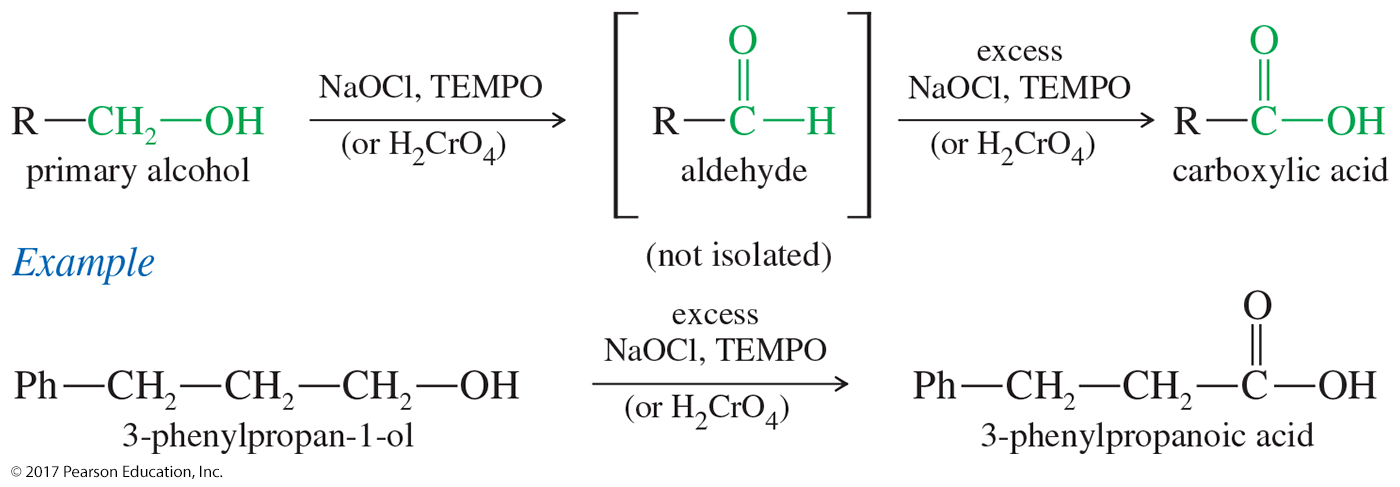 O O
excess
NaOCl, TEMPO NaOCl, TEMPO
R—CH₂—OH R—C—H R—C—OH
(or H₂CrO₄) (or H₂CrO₄)
primary alcohol aldehyde carboxylic acid
Example (not isolated)
O
excess
NaOCl, TEMPO
Ph—CH₂—CH₂—CH₂—OH Ph—CH₂—CH₂—C—OH
(or H₂CrO₄)
3-phenylpropan-1-ol 3-phenylpropanoic acid
© 2017 Pearson Education, Inc.